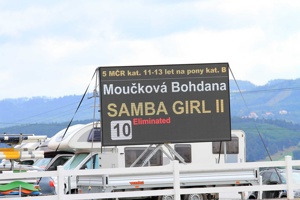 5 MČR kat. 11-13 let na pony kat. B
Moučková Bohdana
SAMBA GIRL II
10 Eliminated